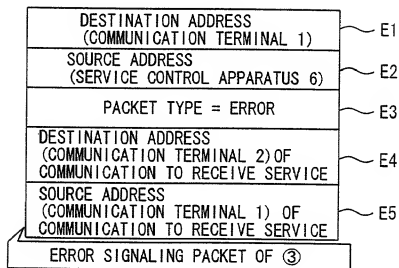 DESTINATION ADDRESS
(COMMUNICATION TERMINAL 1)
E1
SOURCE ADDRESS
(SERVICE CONTROL APPARATUS 6)
E2
PACKET TYPE = ERROR
E3
DESTINATION ADDRESS
(COMMUNICATION TERMINAL 2) OF
COMMUNICATION TO RECEIVE SERVICE
E4
SOURCE ADDRESS
(COMMUNICATION TERMINAL 1) OF
COMMUNICATION TO RECEIVE SERVICE
E5
ERROR SIGNALING PACKET OF ③